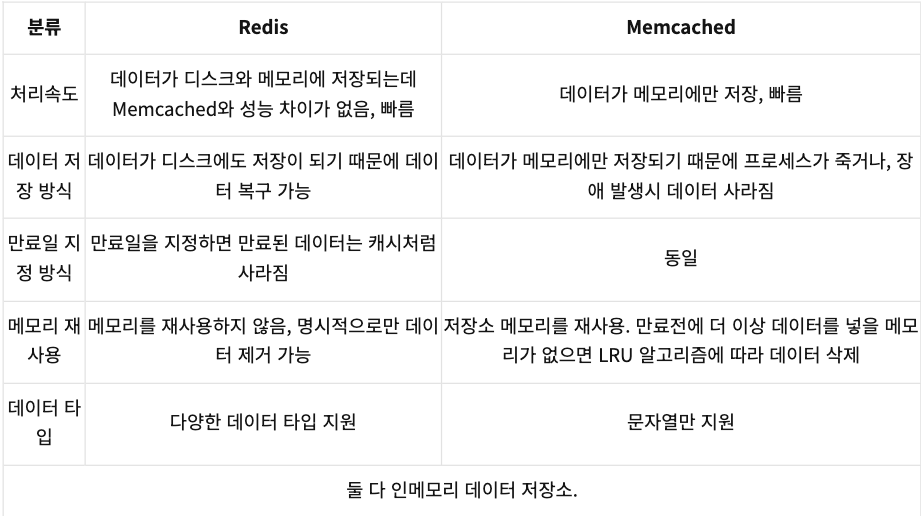 분류 Redis Memcached
처리속도
데이터가 디스크와 메모리에 저장되는데
Memcached와 성능 차이가 없음, 빠름
데이터가 메모리에만 저장, 빠름
데이터 저
장 방식
데이터가 디스크에도 저장이 되기 때문에 데이
터 복구 가능
데이터가 메모리에만 저장되기 때문에 프로세스가 죽거나, 장
애 발생시 데이터 사라짐
만료일 지
정 방식
만료일을 지정하면 만료된 데이터는 캐시처럼
사라짐
동일
메모리 재
사용
메모리를 재사용하지 않음, 명시적으로만 데이
터 제거 가능
저장소 메모리를 재사용. 만료전에 더 이상 데이터를 넣을 메모
리가 없으면 LRU 알고리즘에 따라 데이터 삭제
데이터 타
입
다양한 데이터 타입 지원
문자열만 지원
둘 다 인메모리 데이터 저장소.